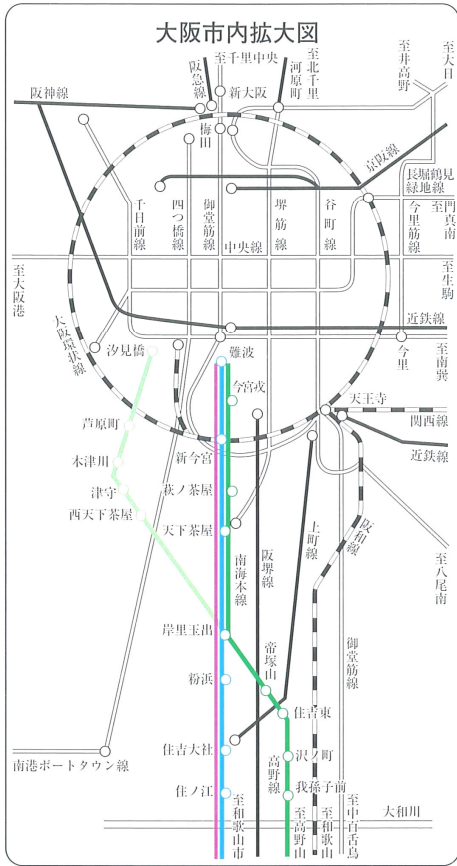 大阪市内拡大図
至千里中央
至北千里
河原町
至井高野
至大日
阪急線
新大阪
阪神線
梅田
京阪線
長堀鶴見
緑地線
至門真南
千日前線
四つ橋線
御堂筋線
堺筋線
谷町線
今里筋線
中央線
至大阪港
至生駒
大阪環状線
近鉄線
汐見橋
難波
今里
至南巽
今宮戎
天王寺
関西線
芦原町
新今宮
近鉄線
木津川
萩ノ茶屋
津守
西天下茶屋
天下茶屋
上町線
阪和線
南海本線
阪堺線
至八尾南
岸里玉出
帝塚山
御堂筋線
粉浜
住吉東
住吉大社
沢ノ町
高野線
南港ポートタウン線
住ノ江
我孫子前
至和歌山市
至高野山
至和歌山
至中百舌鳥
大和川